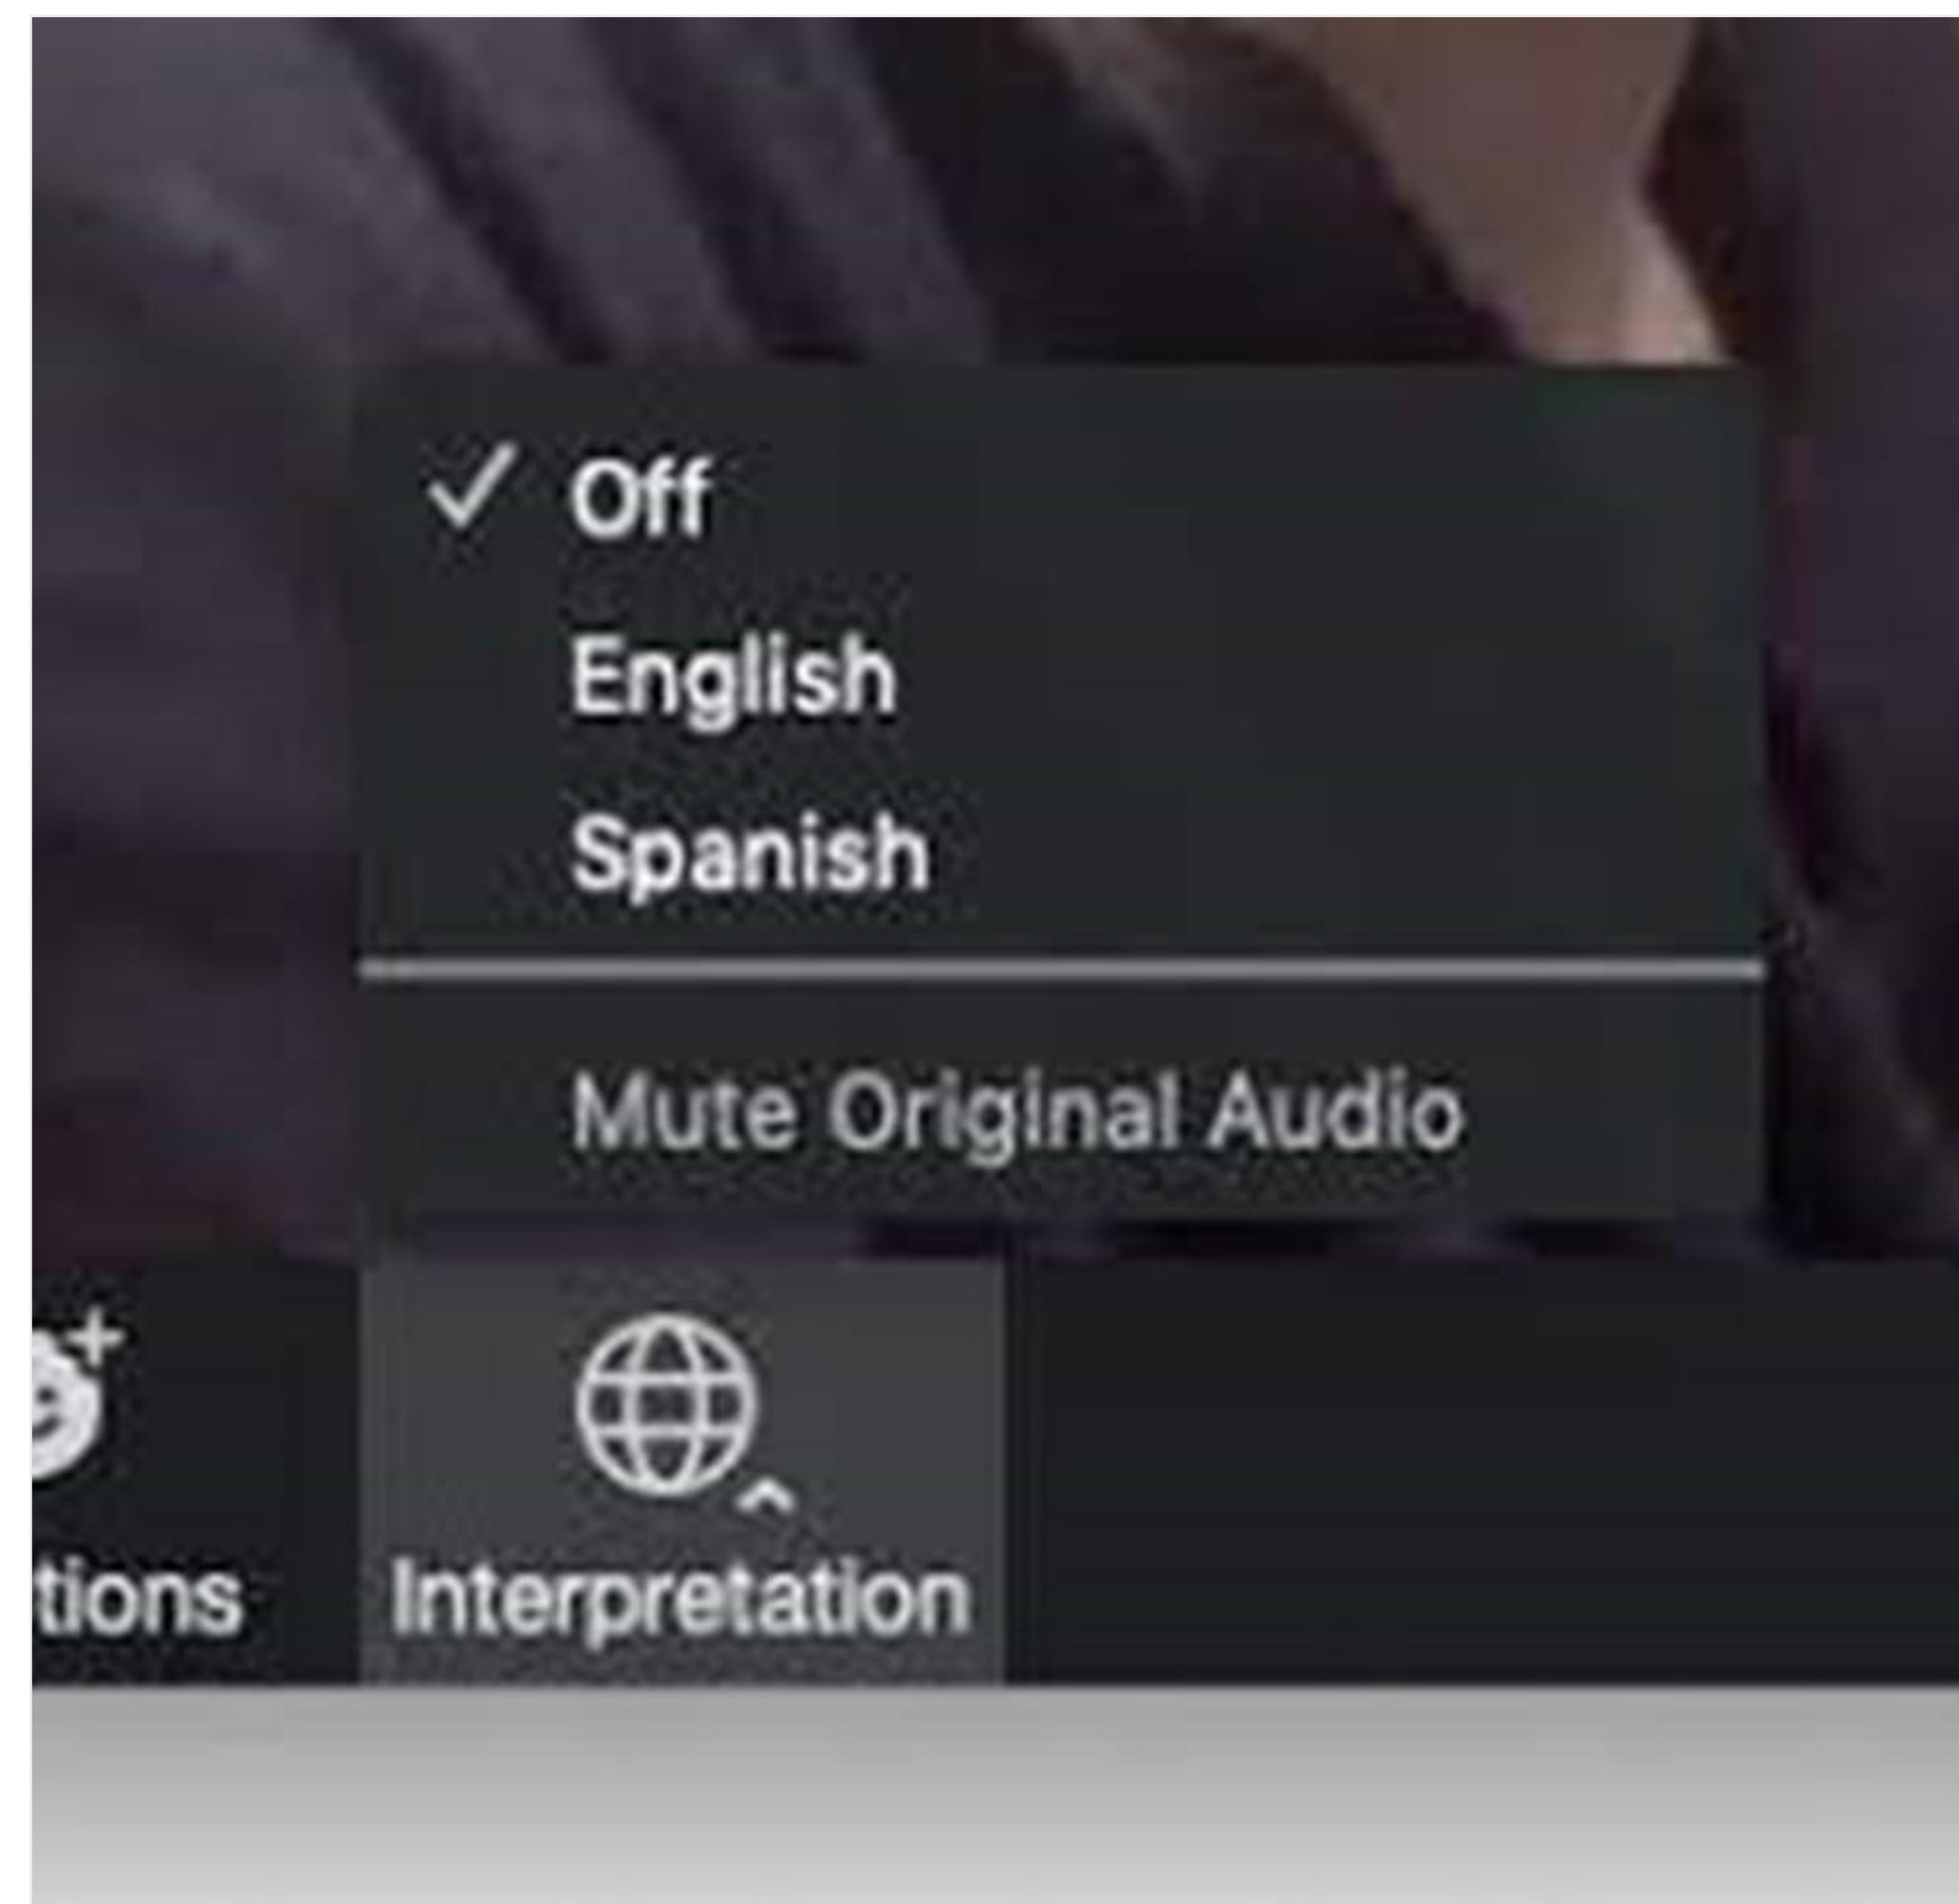 Off
English
Spanish
Mute Original Audio
tions
Interpretation